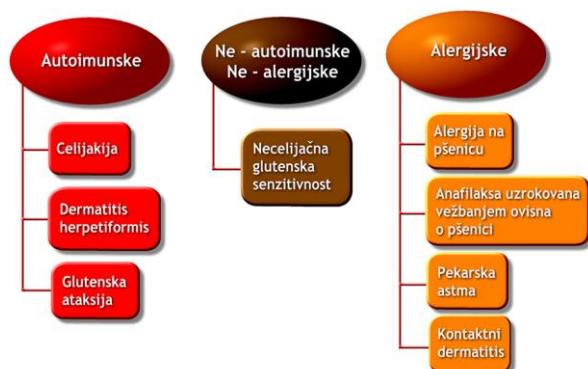 Autoimunske
Celijakija
Dermatitis
herpetiformis
Glutenska
ataksija
Ne - autoimunske
Ne - alergijske
Necelijačna
glutenska
senzitivnost
Alergijske
Alergija na
pšenicu
Anafilaksa uzrokovana
vežbanjem ovisna
o pšenici
Pekarska
astma
Kontaktni
dermatitis